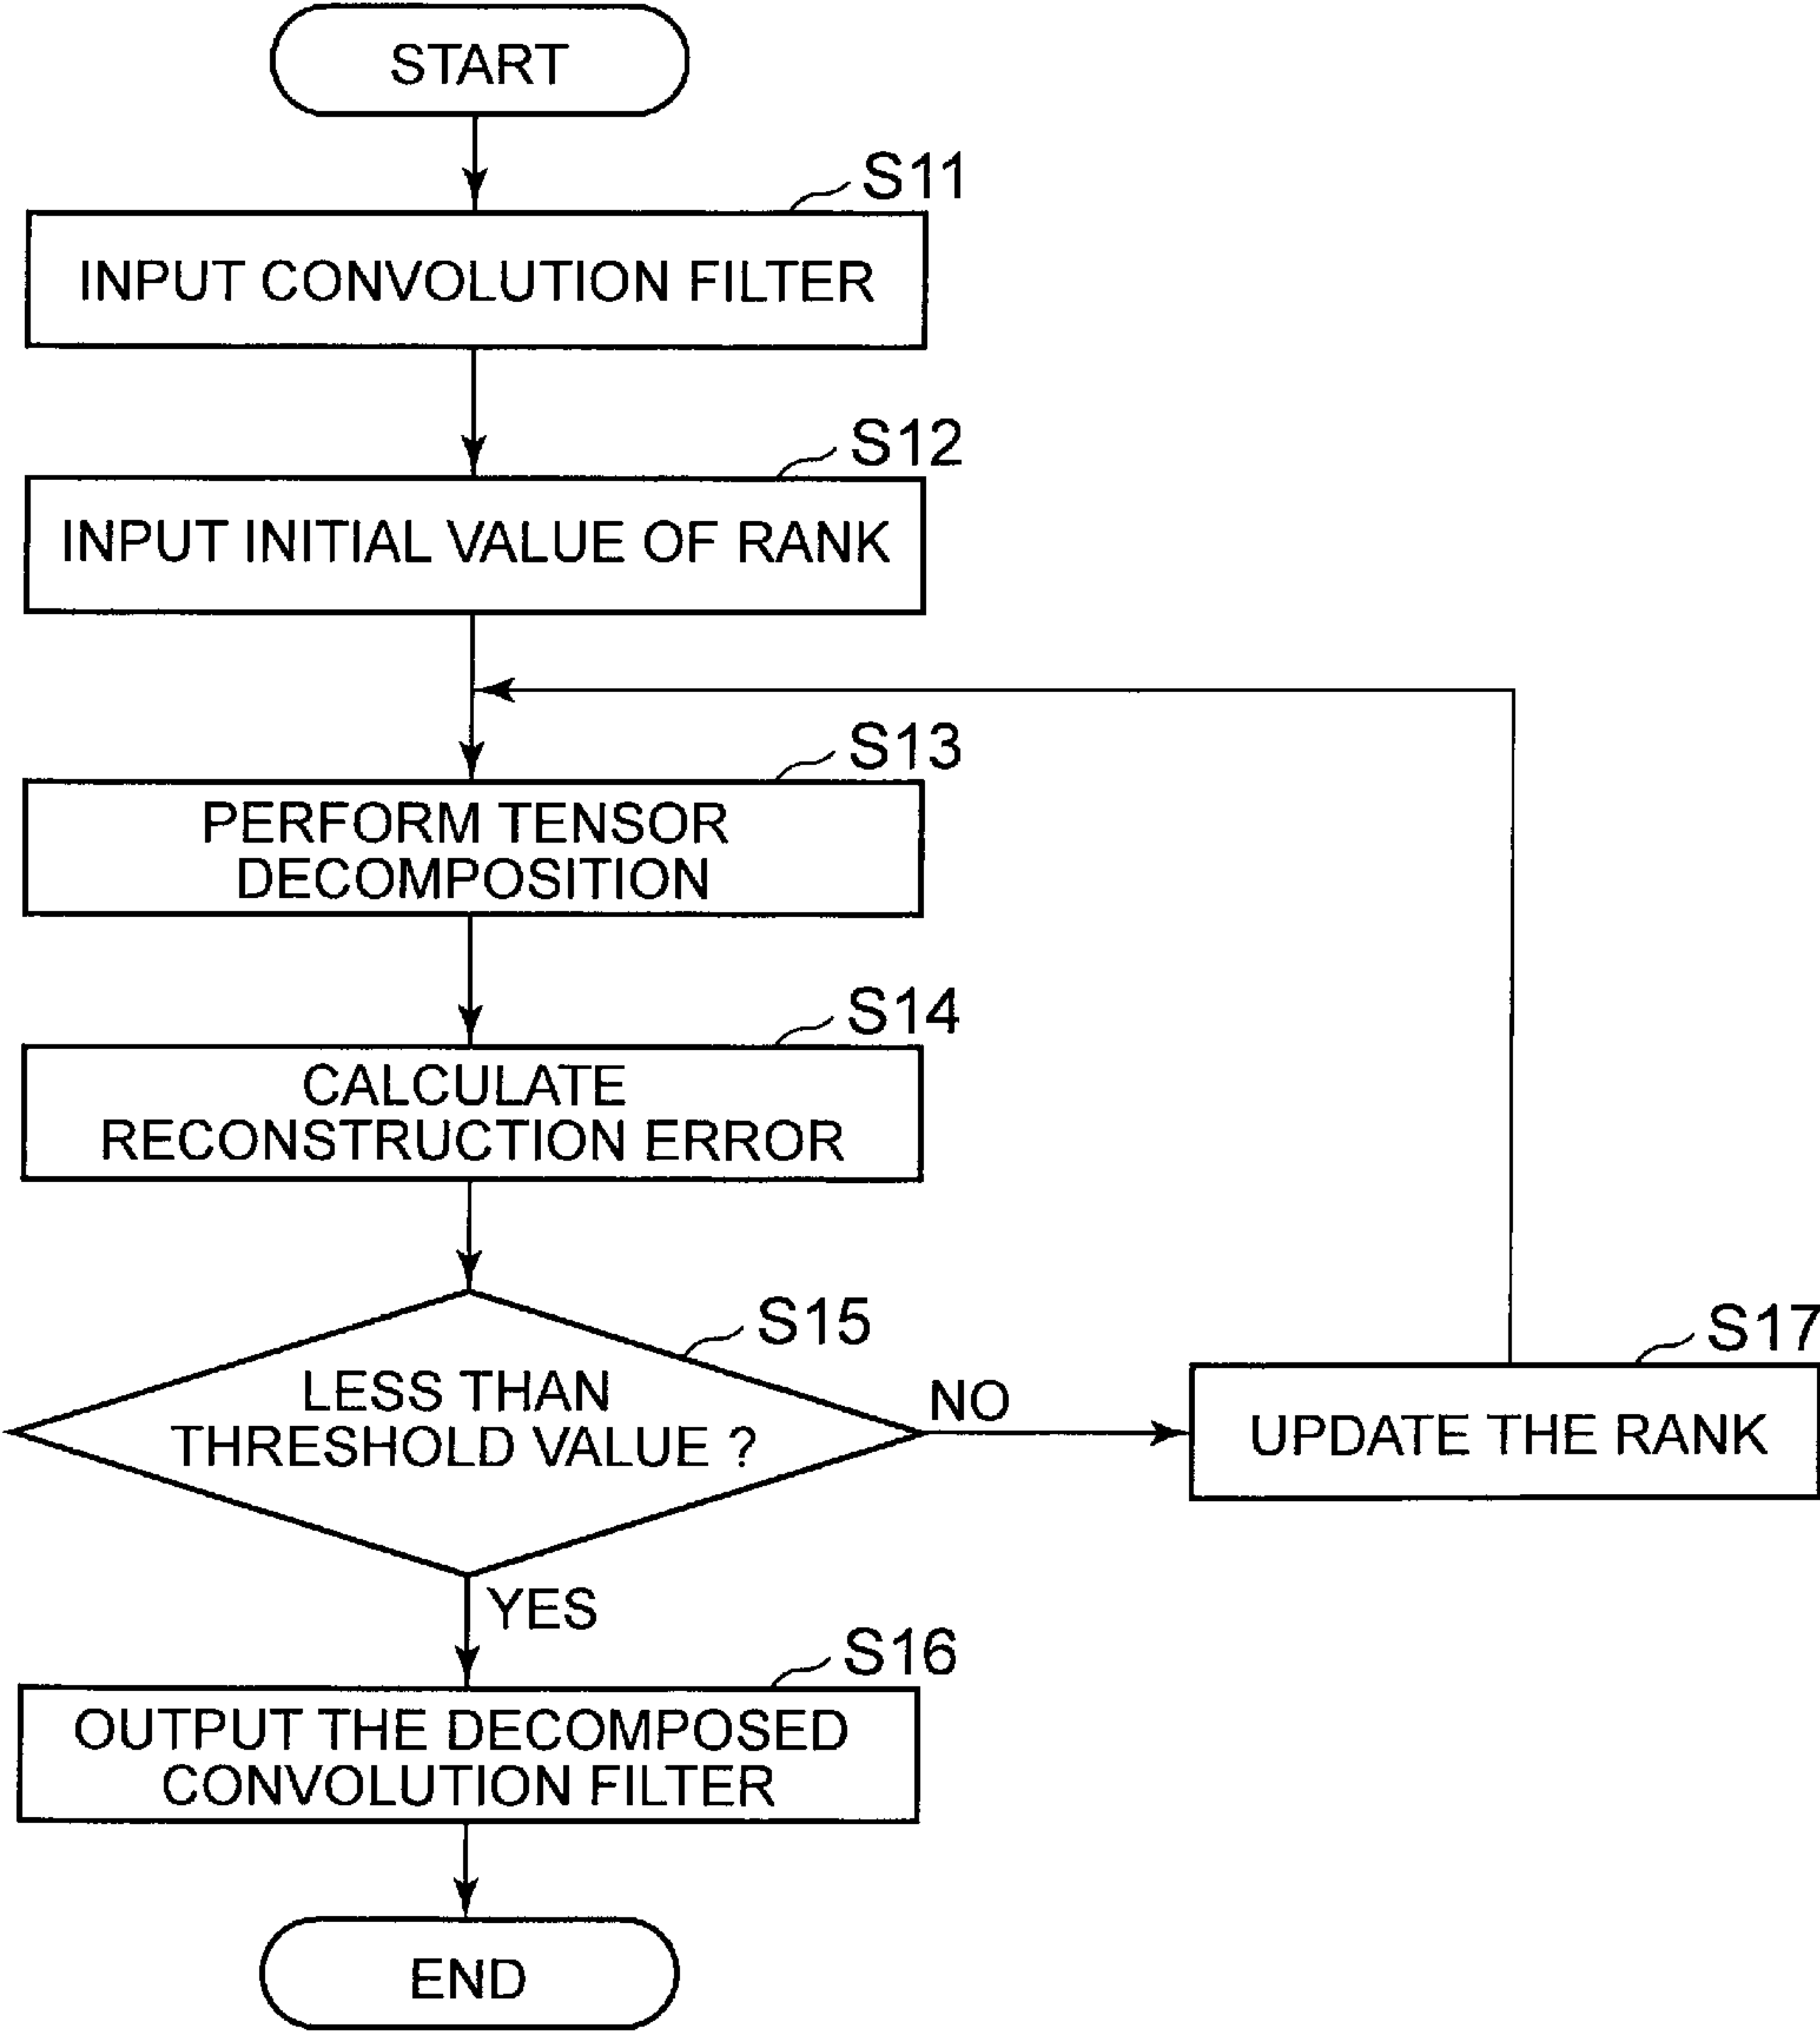 START
S11
INPUT CONVOLUTION FILTER
S12
INPUT INITIAL VALUE OF RANK
S13
PERFORM TENSOR
DECOMPOSITION
S14
CALCULATE
RECONSTRUCTION ERROR
S15
LESS THAN
THRESHOLD VALUE ?
NO
S17
UPDATE THE RANK
YES
S16
OUTPUT THE DECOMPOSED
CONVOLUTION FILTER
END